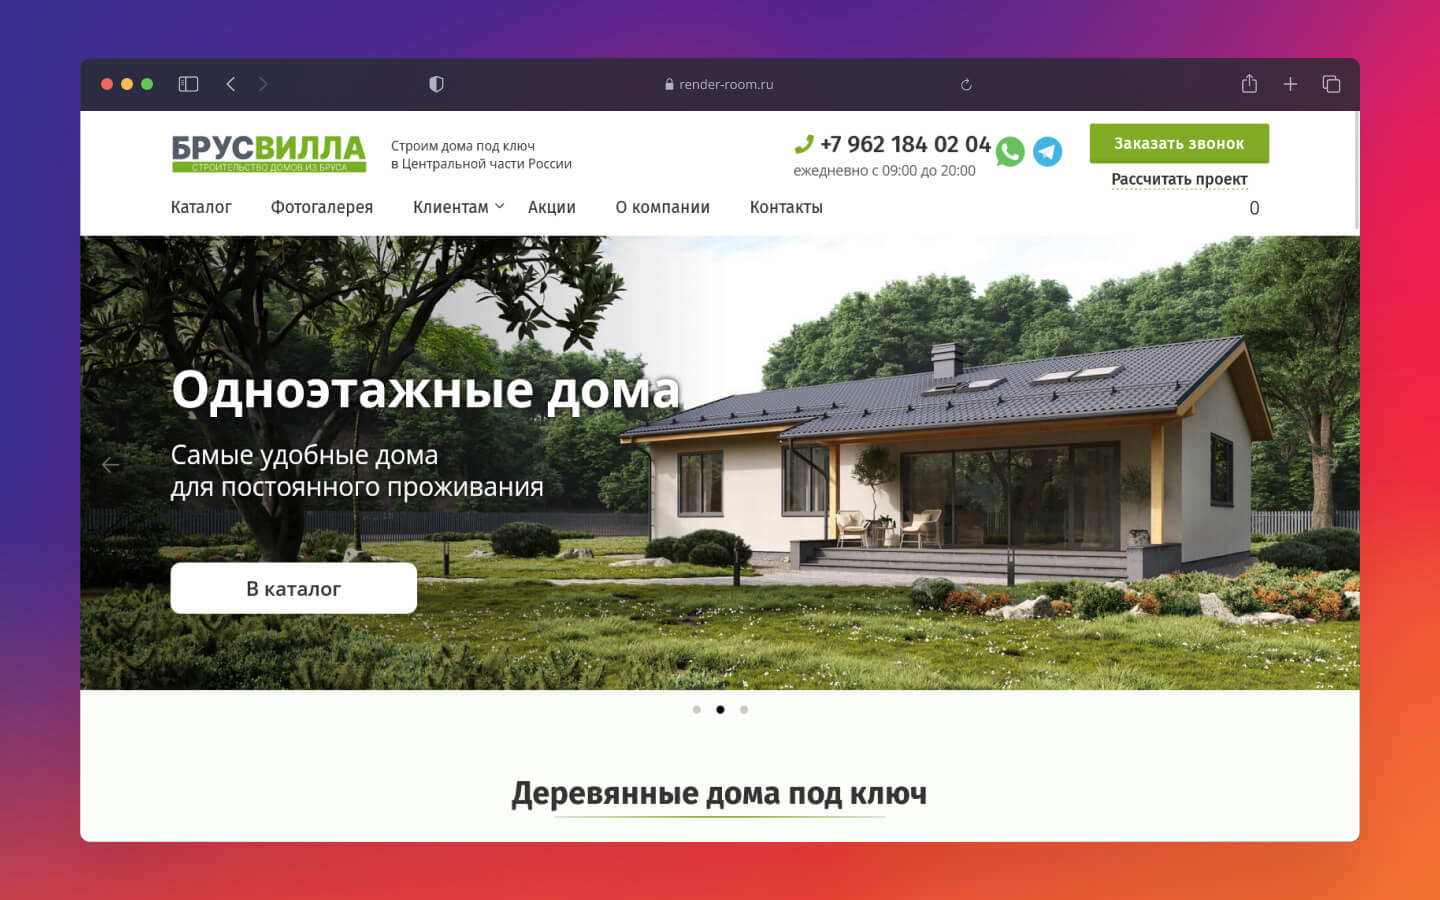 render-room.ru
БРУСВИЛЛА
СТРОИТЕЛЬСТВО ДОМОВ ИЗ БРУСА
Строим дома под ключ
в Центральной части России
+7 962 184 02 04
ежедневно с 09:00 до 20:00
Заказать звонок
Рассчитать проект
Каталог Фотогалерея Клиентам Акции О компании Контакты 0
Одноэтажные дома
Самые удобные дома
для постоянного проживания
В каталог
Деревянные дома под ключ